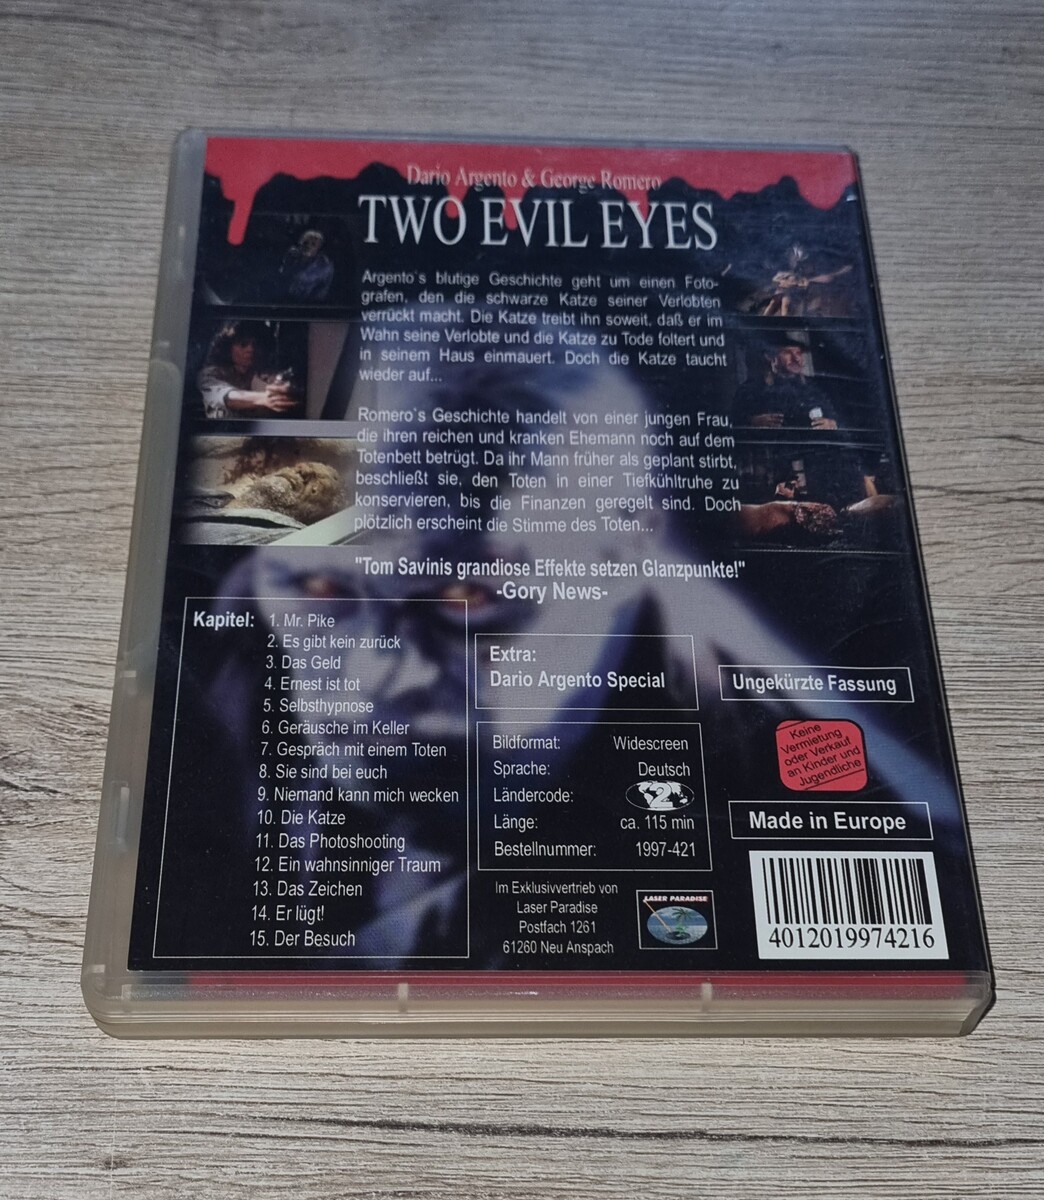 Dario Argento & George Romero
TWO EVIL EYES
Argento`s blutige Geschichte geht um einen Foto-
grafen, den die schwarze Katze seiner Verlobten
verrückt macht. Die Katze treibt ihn soweit, daß er im
Wahn seine Verlobte und die Katze zu Tode foltert und
in seinem Haus einmauert. Doch die Katze taucht
wieder auf...
Romero`s Geschichte handelt von einer jungen Frau,
die ihren reichen und kranken Ehemann noch auf dem
Totenbett betrügt. Da ihr Mann früher als geplant stirbt,
beschließt sie, den Toten in einer Tiefkühltruhe zu
konservieren, bis die Finanzen geregelt sind. Doch
plötzlich erscheint die Stimme des Toten...
"Tom Savinis grandiose Effekte setzen Glanzpunkte!"
-Gory News-
Kapitel: 1. Mr. Pike
2. Es gibt kein zurück
3. Das Geld
4. Ernest ist tot
5. Selbsthypnose
6. Geräusche im Keller
7. Gespräch mit einem Toten
8. Sie sind bei euch
9. Niemand kann mich wecken
10. Die Katze
11. Das Photoshooting
12. Ein wahnsinniger Traum
13. Das Zeichen
14. Er lügt!
15. Der Besuch
Extra:
Dario Argento Special
Bildformat: Widescreen
Sprache: Deutsch
Ländercode: 2
Länge: ca. 115 min
Bestellnummer: 1997-421
Im Exklusivvertrieb von
Laser Paradise
Postfach 1261
61260 Neu Anspach
LASER PARADISE
Ungekürzte Fassung
Keine
Vermietung
oder Verkauf
an Kinder und
Jugendliche
Made in Europe
4012019974216